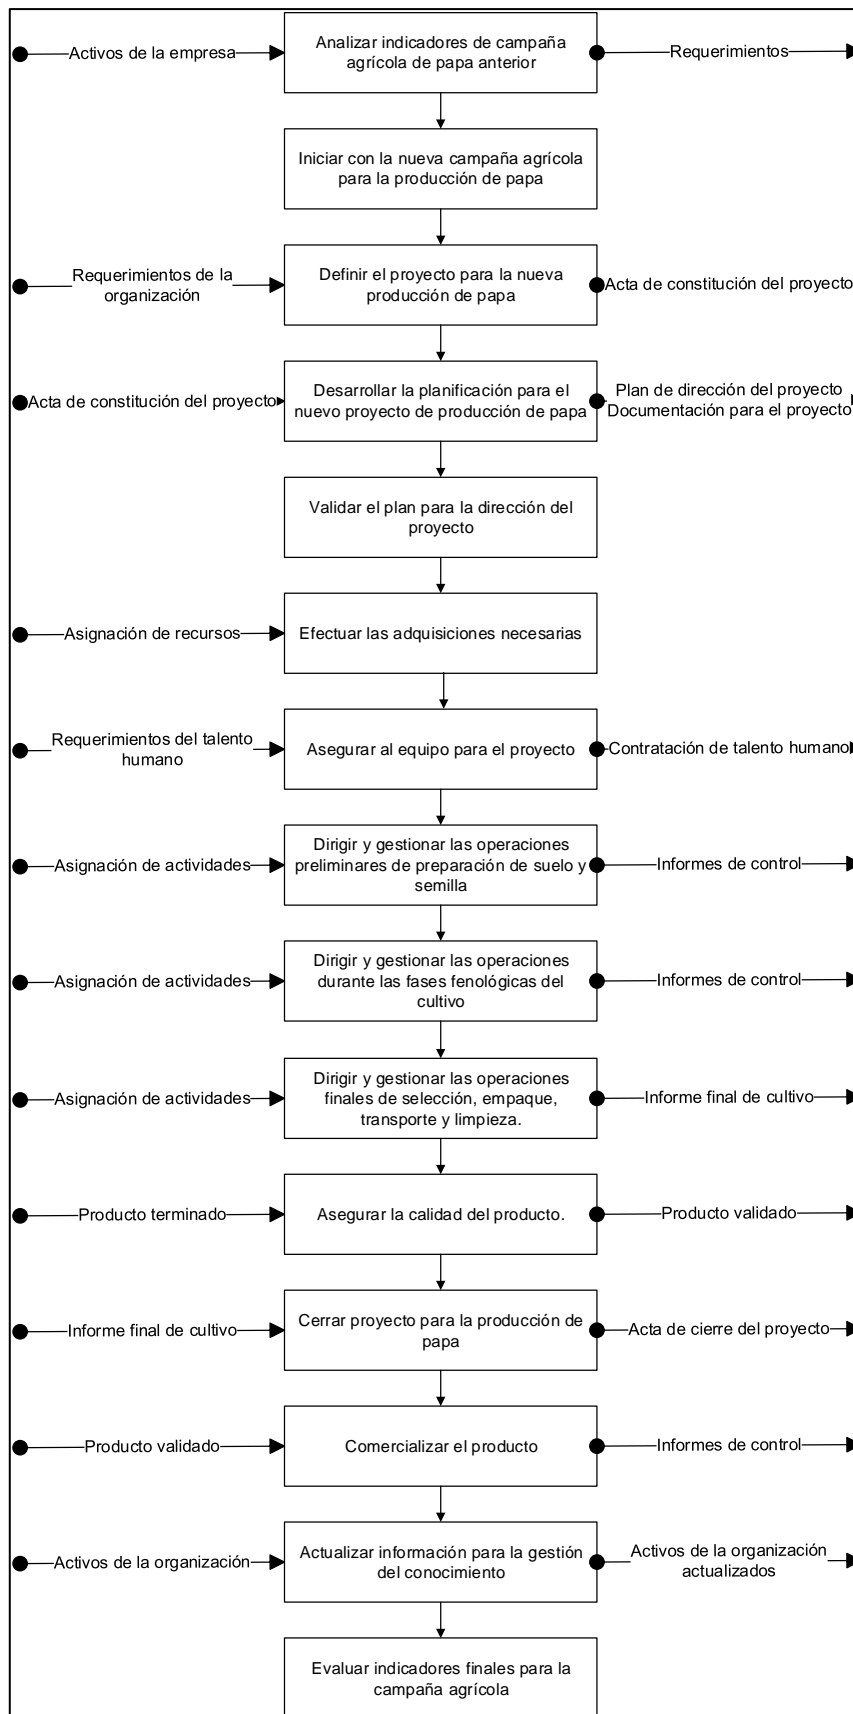 Activos de la empresa
Analizar indicadores de campaña
agrícola de papa anterior
Requerimientos
Iniciar con la nueva campaña agrícola
para la producción de papa
Requerimientos de la
organización
Definir el proyecto para la nueva
producción de papa
Acta de constitución del proyecto
Acta de constitución del proyecto
Desarrollar la planificación para el
nuevo proyecto de producción de papa
Plan de dirección del proyecto
Documentación para el proyecto
Validar el plan para la dirección del
proyecto
Asignación de recursos
Efectuar las adquisiciones necesarias
Requerimientos del talento
humano
Asegurar al equipo para el proyecto
Contratación de talento humano
Asignación de actividades
Dirigir y gestionar las operaciones
preliminares de preparación de suelo y
semilla
Informes de control
Asignación de actividades
Dirigir y gestionar las operaciones
durante las fases fenológicas del
cultivo
Informes de control
Asignación de actividades
Dirigir y gestionar las operaciones
finales de selección, empaque,
transporte y limpieza.
Informe final de cultivo
Producto terminado
Asegurar la calidad del producto.
Producto validado
Informe final de cultivo
Cerrar proyecto para la producción de
papa
Acta de cierre del proyecto
Producto validado
Comercializar el producto
Informes de control
Activos de la organización
Actualizar información para la gestión
del conocimiento
Activos de la organización
actualizados
Evaluar indicadores finales para la
campaña agrícola